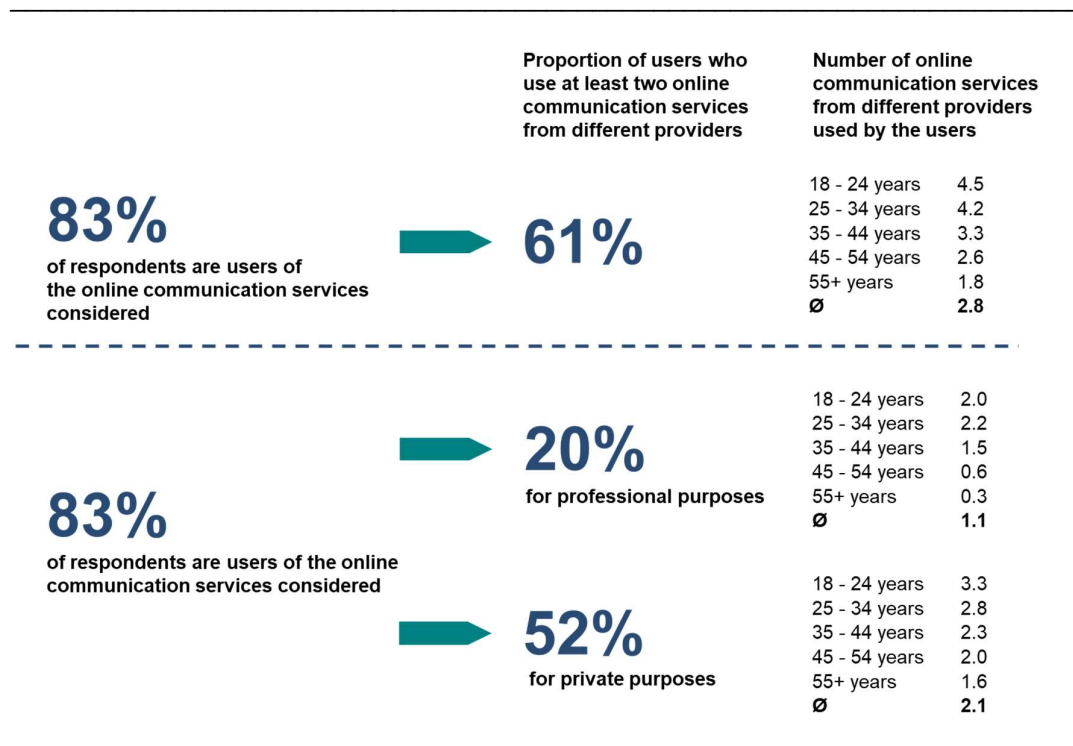 Proportion of users who
use at least two online
communication services
from different providers
Number of online
communication services
from different providers
used by the users
83%
of respondents are users of
the online communication services
considered
61%
18 - 24 years 4.5
25 - 34 years 4.2
35 - 44 years 3.3
45 - 54 years 2.6
55+ years 1.8
Ø 2.8
83%
of respondents are users of the online
communication services considered
20%
for professional purposes
18 - 24 years 2.0
25 - 34 years 2.2
35 - 44 years 1.5
45 - 54 years 0.6
55+ years 0.3
Ø 1.1
52%
for private purposes
18 - 24 years 3.3
25 - 34 years 2.8
35 - 44 years 2.3
45 - 54 years 2.0
55+ years 1.6
Ø 2.1